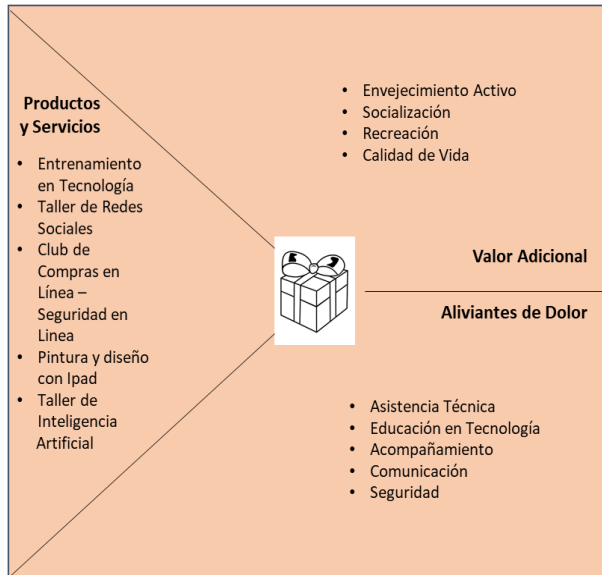 Productos
y Servicios
• Entrenamiento
en Tecnología
• Taller de Redes
Sociales
• Club de
Compras en
Línea –
Seguridad en
Linea
• Pintura y diseño
con Ipad
• Taller de
Inteligencia
Artificial
• Envejecimiento Activo
• Socialización
• Recreación
• Calidad de Vida
Valor Adicional
Aliviantes de Dolor
• Asistencia Técnica
• Educación en Tecnología
• Acompañamiento
• Comunicación
• Seguridad